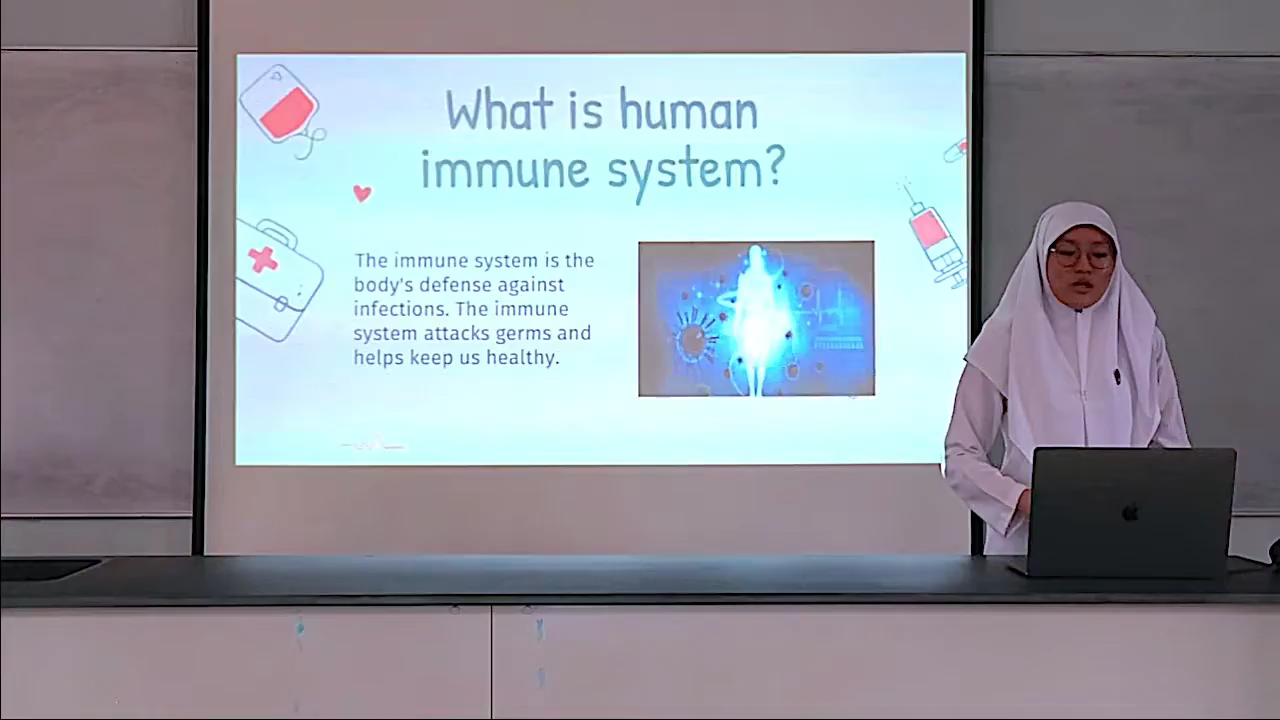 What is human
immune system?
The immune system is the
body's defense against
infections. The immune
system attacks germs and
helps keep us healthy.